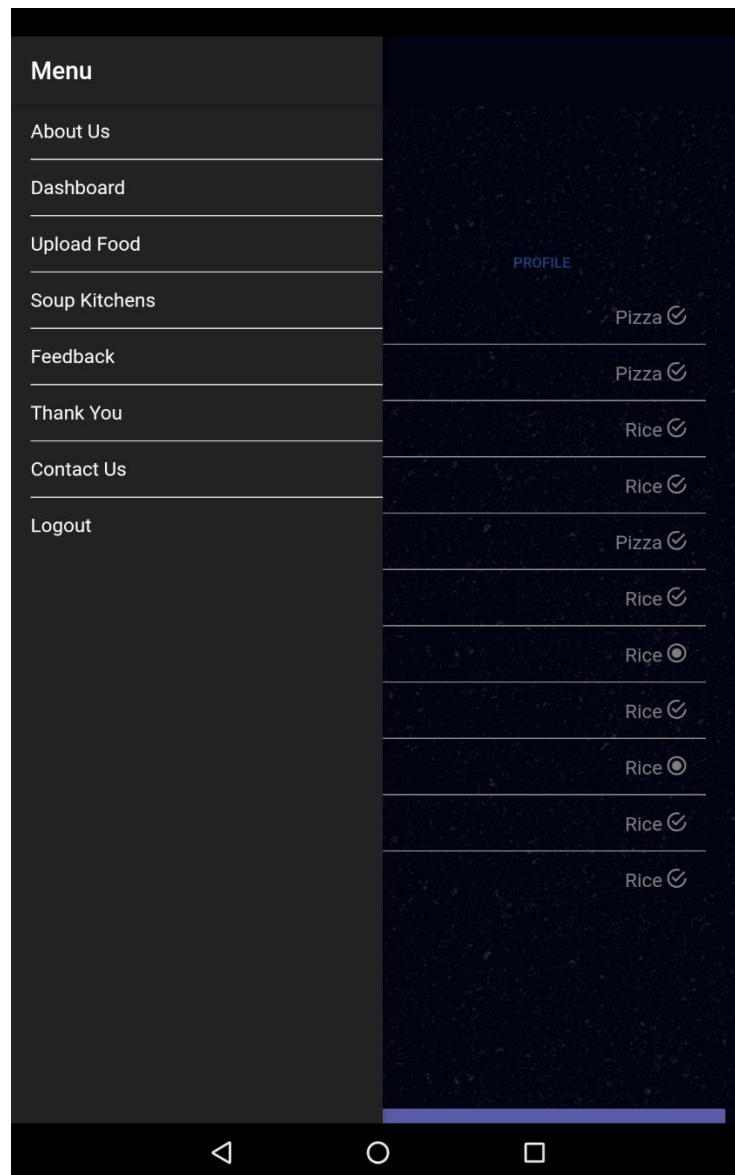 Menu
About Us
Dashboard
Upload Food
Soup Kitchens
Feedback
Thank You
Contact Us
Logout
PROFILE
Pizza
Pizza
Rice
Rice
Pizza
Rice
Rice
Rice
Rice
Rice
Rice